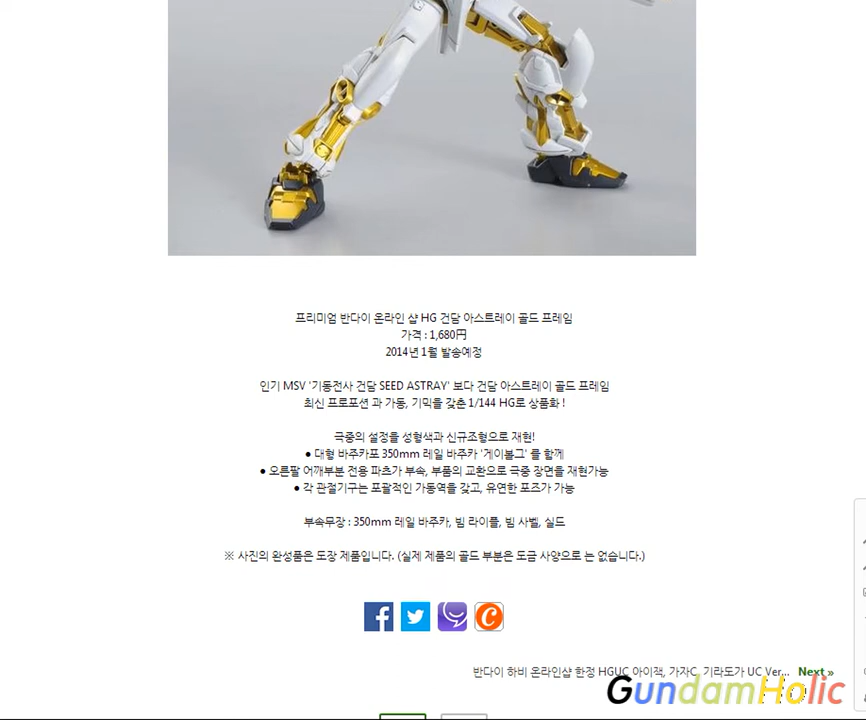 프리미엄 반다이 온라인 샵 HG 건담 아스트레이 골드 프레임
가격 : 1,680円
2014년 1월 발송예정
인기 MSV '기동전사 건담 SEED ASTRAY' 보다 건담 아스트레이 골드 프레임
최신 프로포션 과 가동, 기믹을 갖춘 1/144 HG로 상품화 !
극중의 설정을 성형색과 신규조형으로 재현!
● 대형 바주카포 350mm 레일 바주카 '게이볼그' 를 함께
● 오른팔 어깨부분 전용 파츠가 부속, 부품의 교환으로 극중 장면을 재현가능
● 각 관절기구는 포괄적인 가동역을 갖고, 유연한 포즈가 가능
부속무장 : 350mm 레일 바주카, 빔 라이플, 빔 사벨, 실드
※ 사진의 완성품은 도장 제품입니다. (실제 제품의 골드 부분은 도금 사양으로 는 없습니다.)
반다이 하비 온라인샵 한정 HGUC 아이잭, 가자C, 기라도가 UC Ver... Next »
GundamHolic